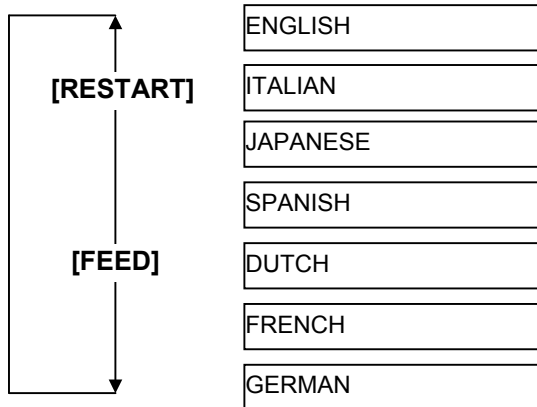 ENGLISH
[RESTART]
ITALIAN
JAPANESE
SPANISH
[FEED]
DUTCH
FRENCH
GERMAN